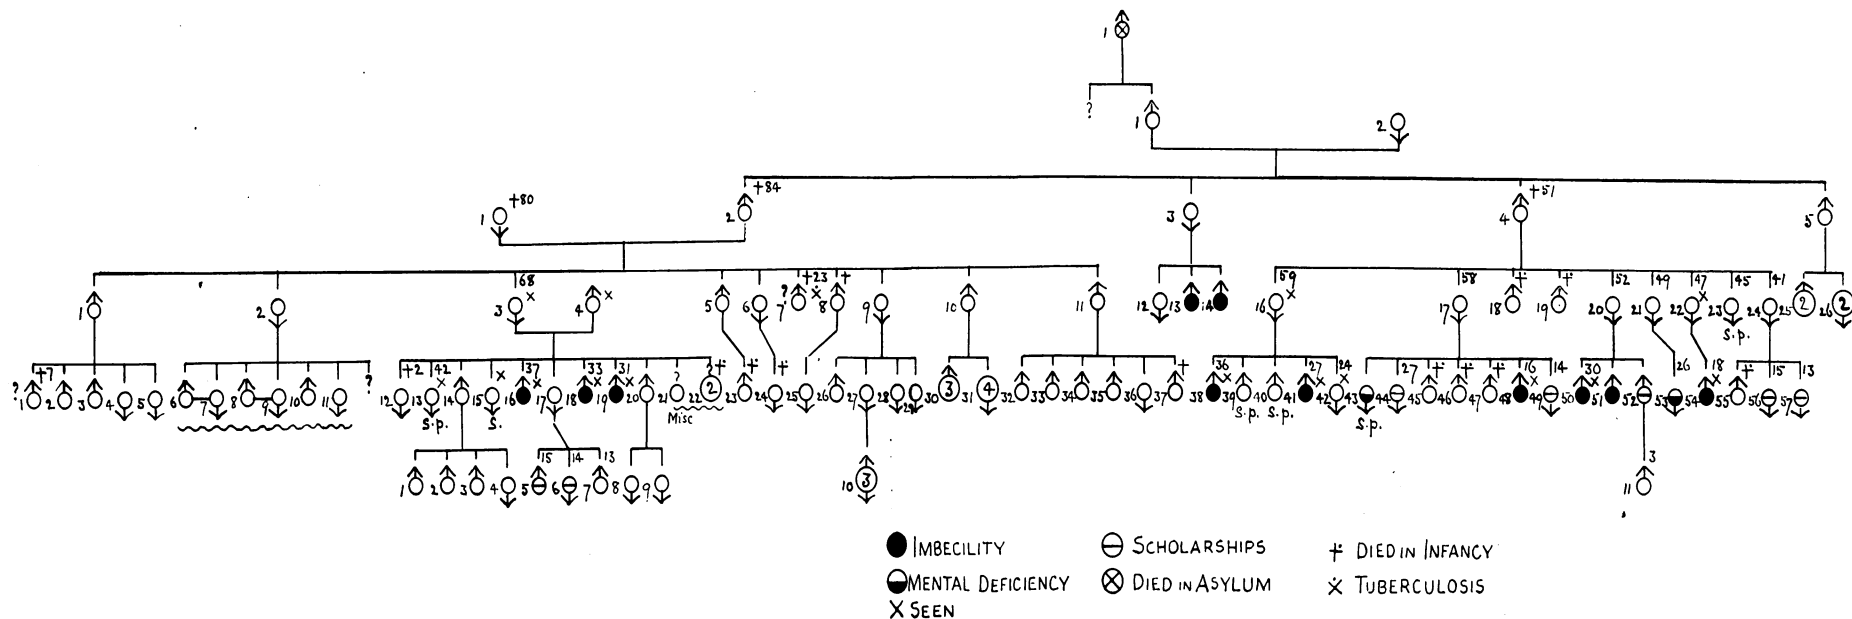 1
?
1 2
+80 +84 +51
1 2 3 4 5
68 +23 59 58 52 49 47 45 41
1 2 3 4 5 6 7 8 9 10 11 12 13 14 16 17 18 19 20 21 22 23 24 25 2 26 2
s.p.
+7 ? +2 42 37 33 31 ? ? 36 27 24 27 16 14 30 26 18 15 13
? 1 2 3 4 5 6 7 8 9 10 11 12 13 14 15 16 17 18 19 20 21 22 2 23 24 25 26 27 28 29 30 3 31 4 32 33 34 35 36 37 38 39 40 41 42 43 44 45 46 47 48 49 50 51 52 53 54 55 56 57
s.p. s. Misc s.p. s.p. s.p.
15 14 13 3
1 2 3 4 5 6 7 8 9 10 3 11
IMBECILITY SCHOLARSHIPS DIED IN INFANCY
MENTAL DEFICIENCY DIED IN ASYLUM TUBERCULOSIS
X SEEN